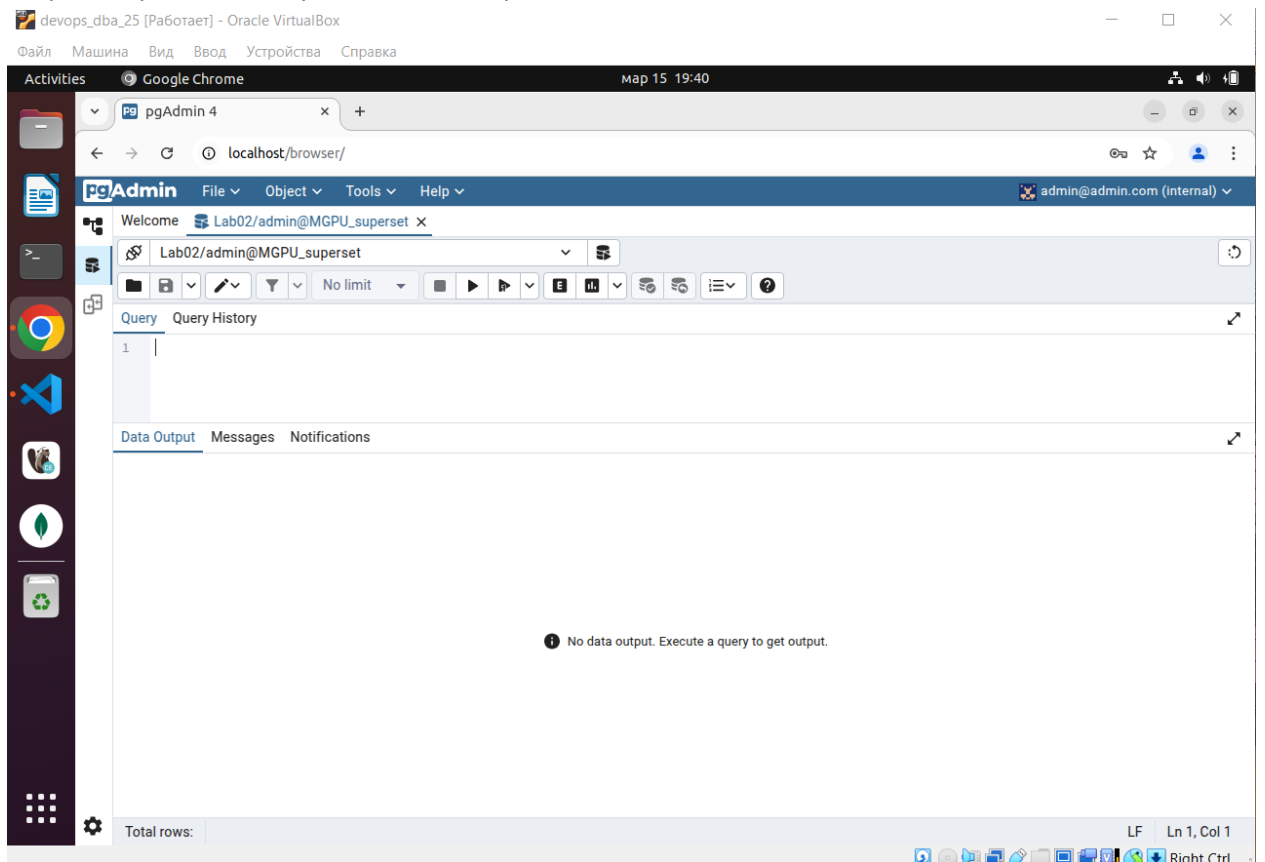 devops_dba_25 [Работает] - Oracle VirtualBox
Файл Машина Вид Ввод Устройства Справка
Activities Google Chrome мар 15 19:40
pgAdmin 4
localhost/browser/
pgAdmin File Object Tools Help admin@admin.com (internal)
Welcome Lab02/admin@MGPU_superset
Lab02/admin@MGPU_superset
No limit E
Query Query History
1
Data Output Messages Notifications
No data output. Execute a query to get output.
Total rows: LF Ln 1, Col 1
Right Ctrl